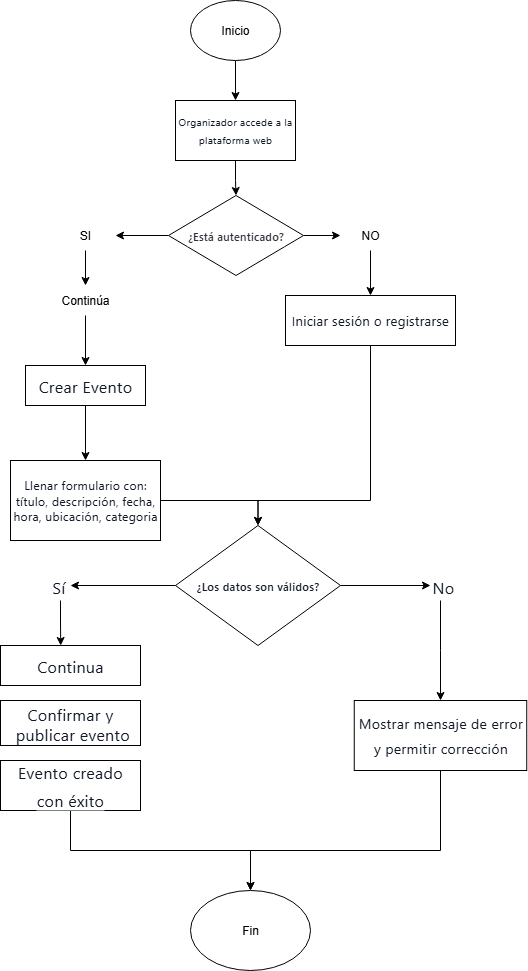 Inicio
Organizador accede a la
plataforma web
¿Está autenticado?
SI
NO
Continúa
Iniciar sesión o registrarse
Crear Evento
Llenar formulario con:
título, descripción, fecha,
hora, ubicación, categoria
¿Los datos son válidos?
Sí
No
Continua
Confirmar y
publicar evento
Mostrar mensaje de error
y permitir corrección
Evento creado
con éxito
Fin